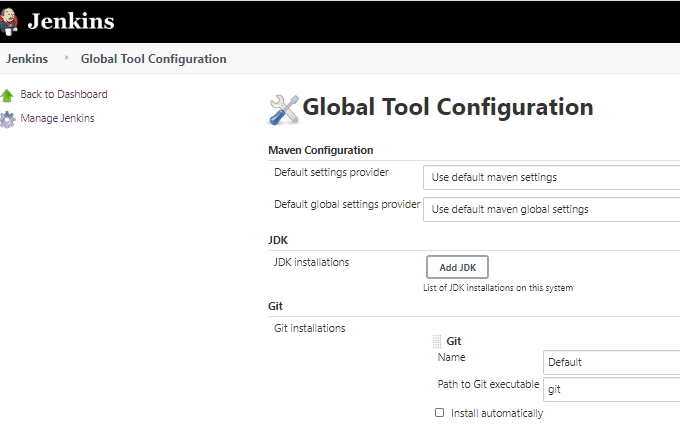 Jenkins
Jenkins Global Tool Configuration
Back to Dashboard
Manage Jenkins
Global Tool Configuration
Maven Configuration
Default settings provider Use default maven settings
Default global settings provider Use default maven global settings
JDK
JDK installations Add JDK
List of JDK installations on this system
Git
Git installations
Git
Name Default
Path to Git executable git
Install automatically